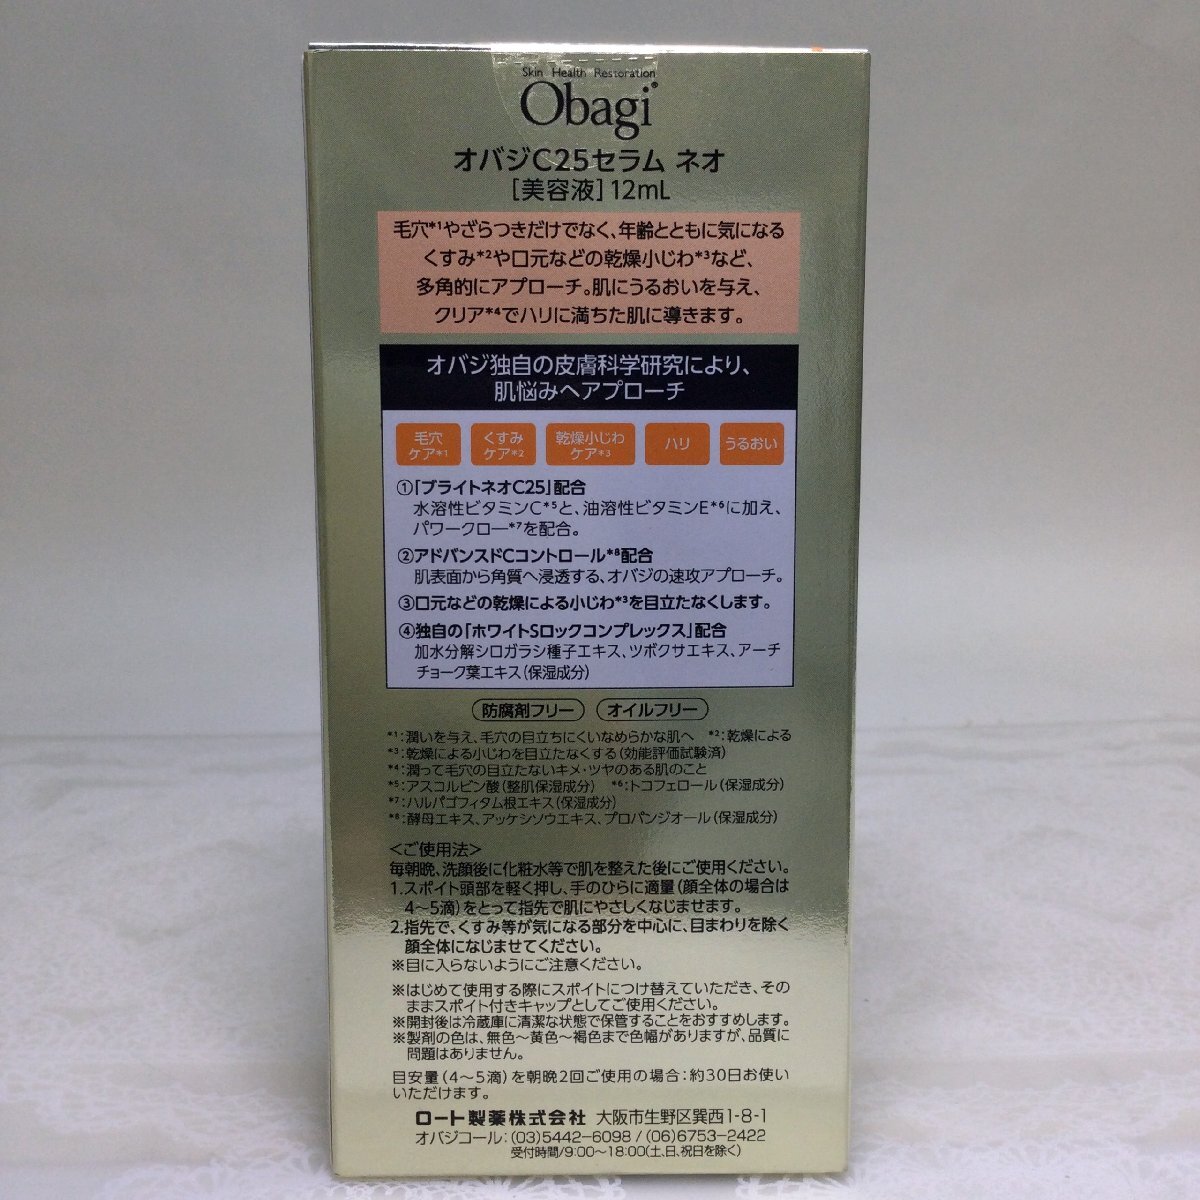 Skin Health Restoration
Obagi®
オバジC25セラム ネオ
[美容液] 12mL
毛穴*1やざらつきだけでなく、年齢とともに気になる
くすみ*2や口元などの乾燥小じわ*3など、
多角的にアプローチ。肌にうるおいを与え、
クリア*4でハリに満ちた肌に導きます。
オバジ独自の皮膚科学研究により、
肌悩みへアプローチ
毛穴 くすみ 乾燥小じわ ハリ うるおい
ケア*1 ケア*2 ケア*3
①「ブライトネオC25」配合
水溶性ビタミンC*5と、油溶性ビタミンE*6に加え、
パワークロー*7を配合。
②アドバンスドCコントロール*8配合
肌表面から角質へ浸透する、オバジの速攻アプローチ。
③口元などの乾燥による小じわ*3を目立たなくします。
④独自の「ホワイトSロックコンプレックス」配合
加水分解シロガラシ種子エキス、ツボクサエキス、アーチ
チョーク葉エキス(保湿成分)
防腐剤フリー オイルフリー
*1:潤いを与え、毛穴の目立ちにくいなめらかな肌へ *2:乾燥による
*3:乾燥による小じわを目立たなくする(効能評価試験済)
*4:潤って毛穴の目立たないキメ・ツヤのある肌のこと
*5:アスコルビン酸(整肌保湿成分) *6:トコフェロール(保湿成分)
*7:ハルパゴフィタム根エキス(保湿成分)
*8:酵母エキス、アッケシソウエキス、プロパンジオール(保湿成分)
<ご使用法>
毎朝晩、洗顔後に化粧水等で肌を整えた後にご使用ください。
1.スポイト頭部を軽く押し、手のひらに適量(顔全体の場合は
4〜5滴)をとって指先で肌にやさしくなじませます。
2.指先で、くすみ等が気になる部分を中心に、目まわりを除く
顔全体になじませてください。
※目に入らないようにご注意ください。
※はじめて使用する際にスポイトにつけ替えていただき、その
ままスポイト付きキャップとしてご使用ください。
※開封後は冷蔵庫に清潔な状態で保管することをおすすめします。
※製剤の色は、無色〜黄色〜褐色まで色幅がありますが、品質に
問題はありません。
目安量(4〜5滴)を朝晩2回ご使用の場合:約30日お使い
いただけます。
ロート製薬株式会社 大阪市生野区巽西1-8-1
オバジコール:(03)5442-6098/(06)6753-2422
受付時間/9:00〜18:00(土、日、祝日を除く)